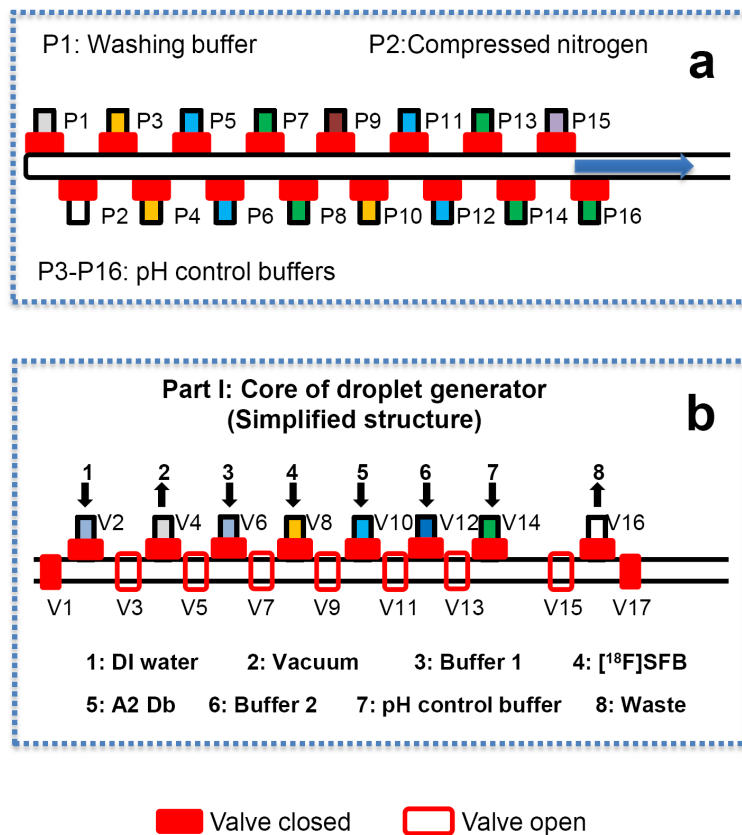 P1: Washing buffer P2:Compressed nitrogen
a
P1 P3 P5 P7 P9 P11 P13 P15
P2 P4 P6 P8 P10 P12 P14 P16
P3-P16: pH control buffers
Part I: Core of droplet generator
(Simplified structure)
b
1 2 3 4 5 6 7 8
V2 V4 V6 V8 V10 V12 V14 V16
V1 V3 V5 V7 V9 V11 V13 V15 V17
1: DI water 2: Vacuum 3: Buffer 1 4: [¹⁸F]SFB
5: A2 Db 6: Buffer 2 7: pH control buffer 8: Waste
Valve closed Valve open